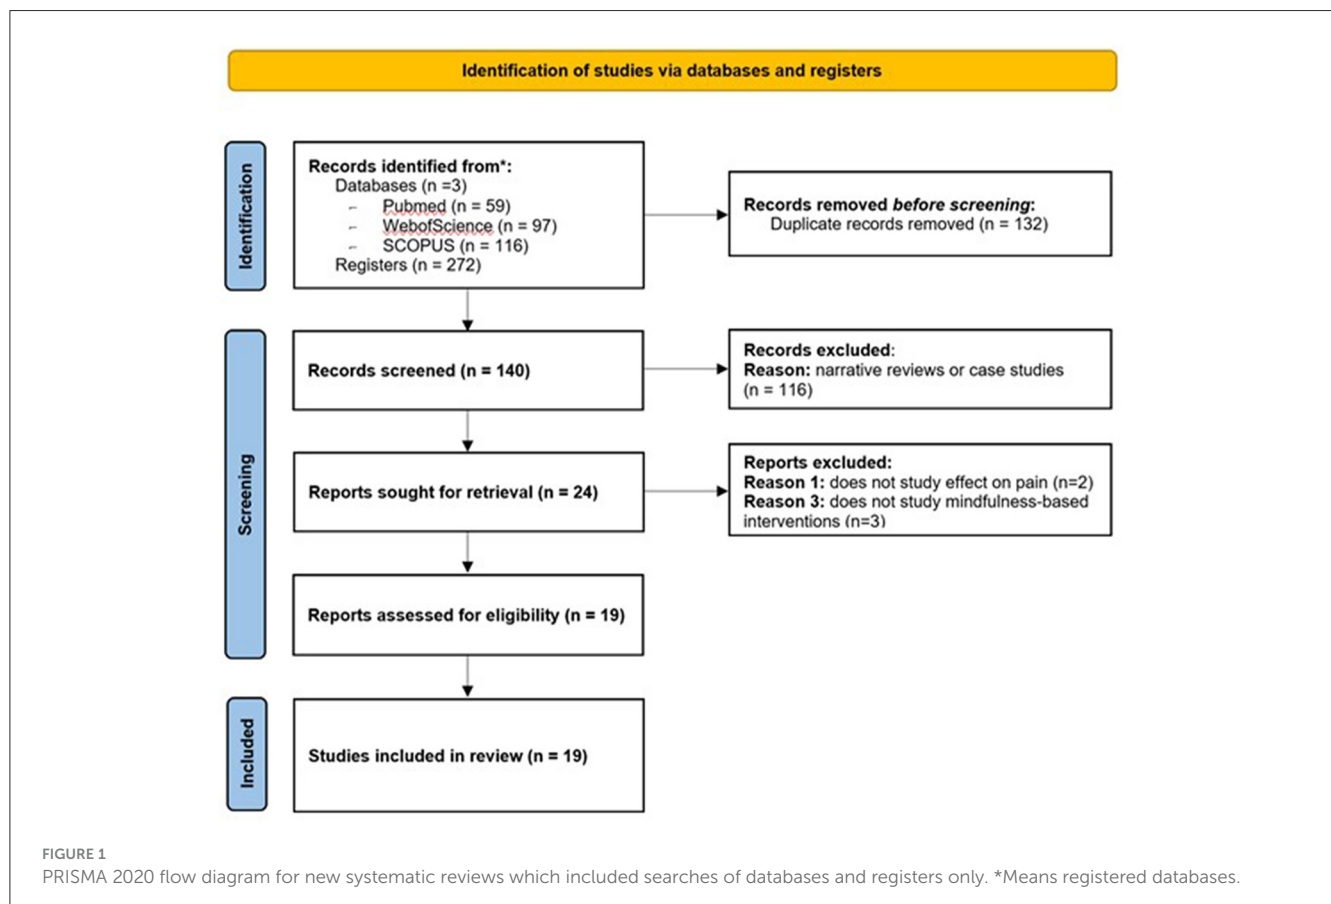 Identification of studies via databases and registers
Identification
Records identified from*:
Databases (n =3)
– Pubmed (n = 59)
– WebofScience (n = 97)
– SCOPUS (n = 116)
Registers (n = 272)
Records removed before screening:
Duplicate records removed (n = 132)
Screening
Records screened (n = 140)
Records excluded:
Reason: narrative reviews or case studies
(n = 116)
Reports sought for retrieval (n = 24)
Reports excluded:
Reason 1: does not study effect on pain (n=2)
Reason 3: does not study mindfulness-based
interventions (n=3)
Reports assessed for eligibility (n = 19)
Included
Studies included in review (n = 19)
FIGURE 1
PRISMA 2020 flow diagram for new systematic reviews which included searches of databases and registers only. *Means registered databases.